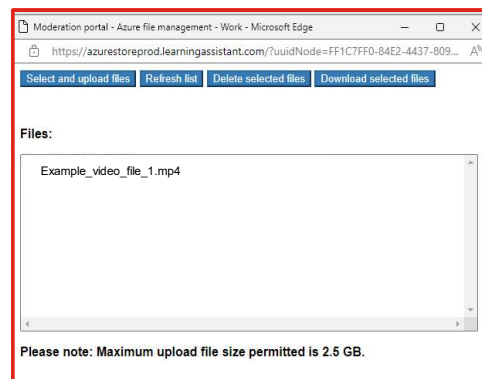 Moderation portal - Azure file management - Work - Microsoft Edge
https://azurestoreprod.learningassistant.com/?uuidNode=FF1C7FF0-84E2-4437-809...
Select and upload files Refresh list Delete selected files Download selected files
Files:
Example_video_file_1.mp4
Please note: Maximum upload file size permitted is 2.5 GB.